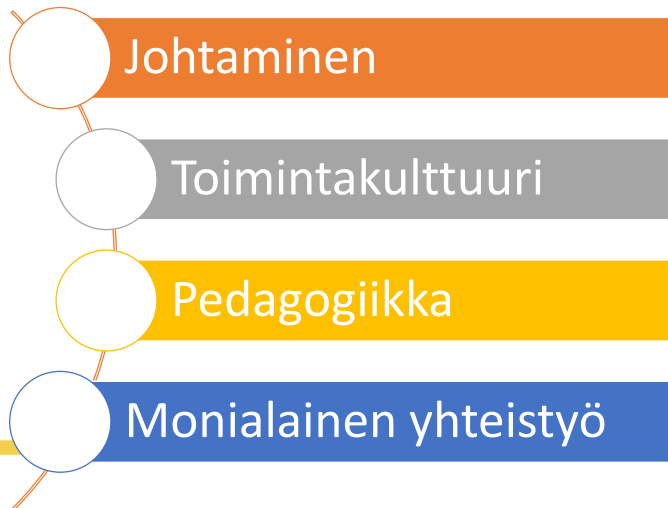 Johtaminen
Toimintakulttuuri
Pedagogiikka
Monialainen yhteistyö